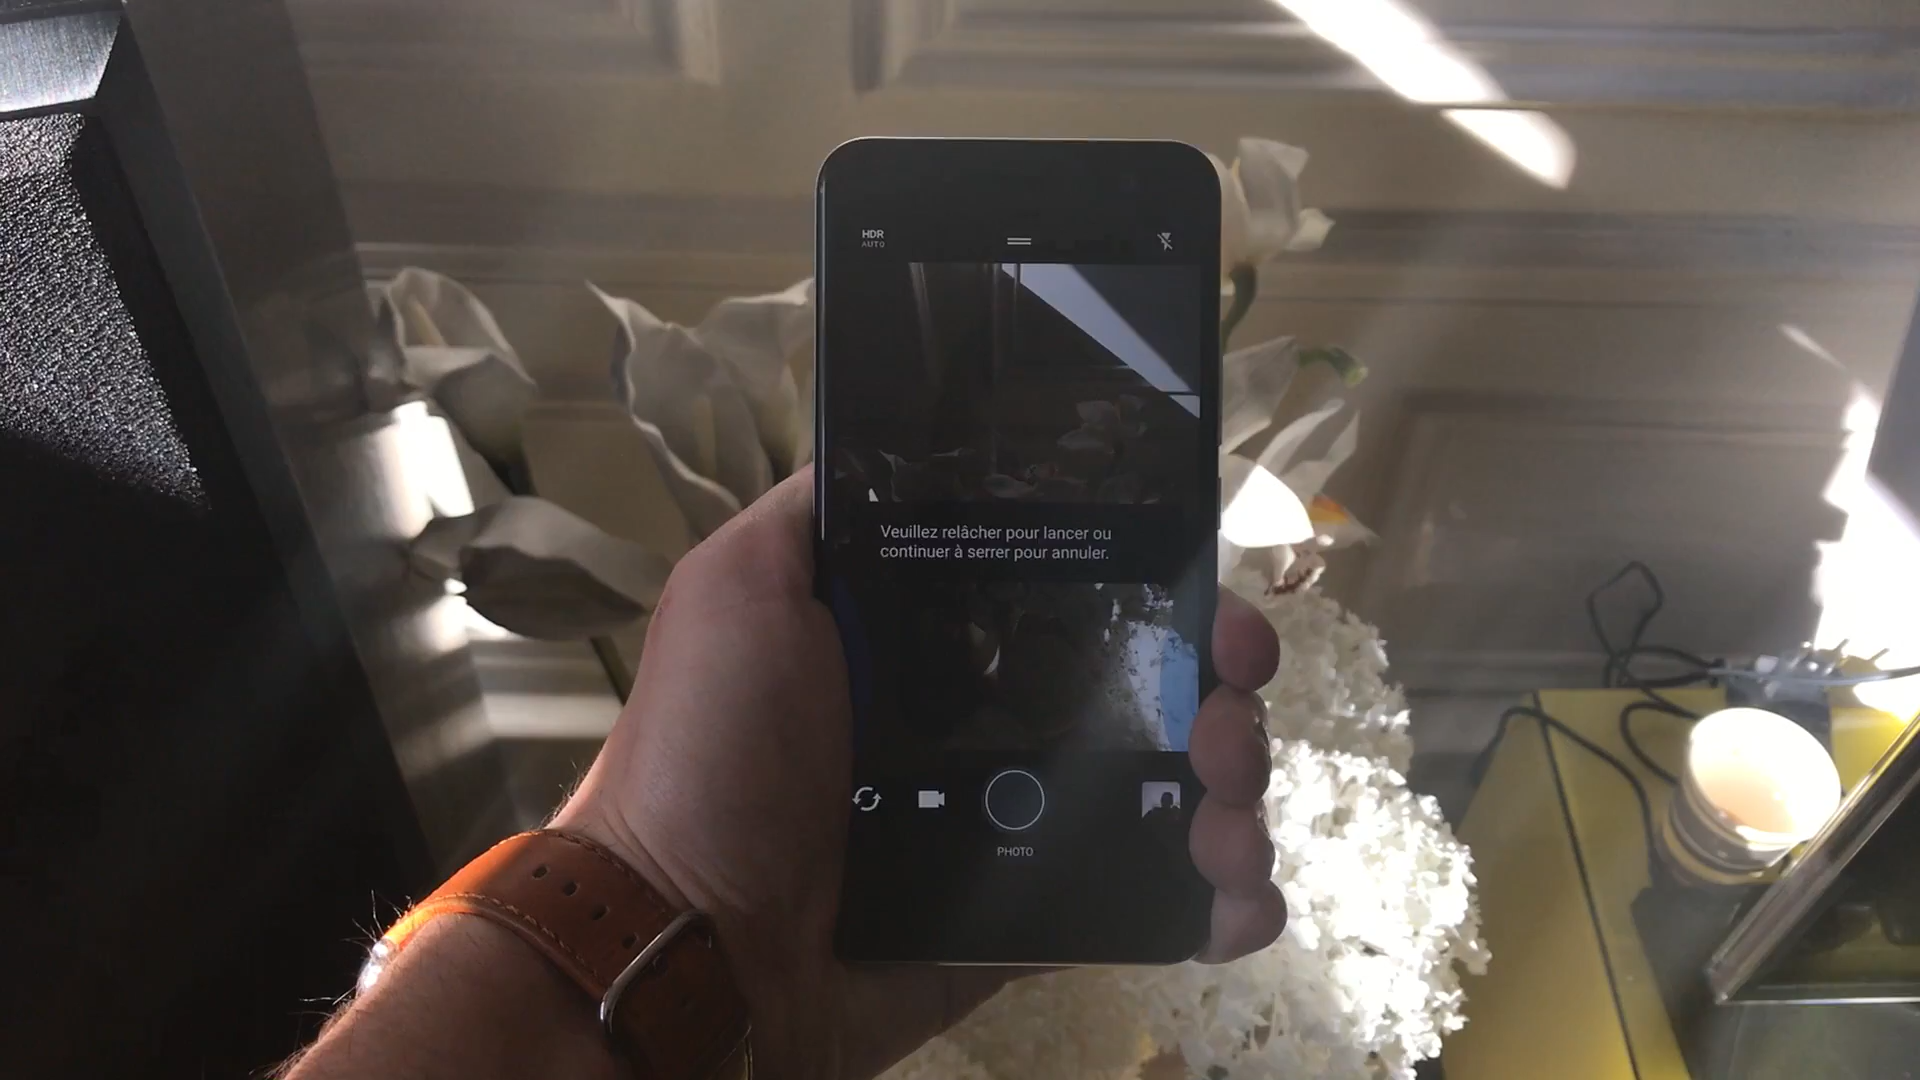 HDR
AUTO
Veuillez relâcher pour lancer ou
continuer à serrer pour annuler.
PHOTO